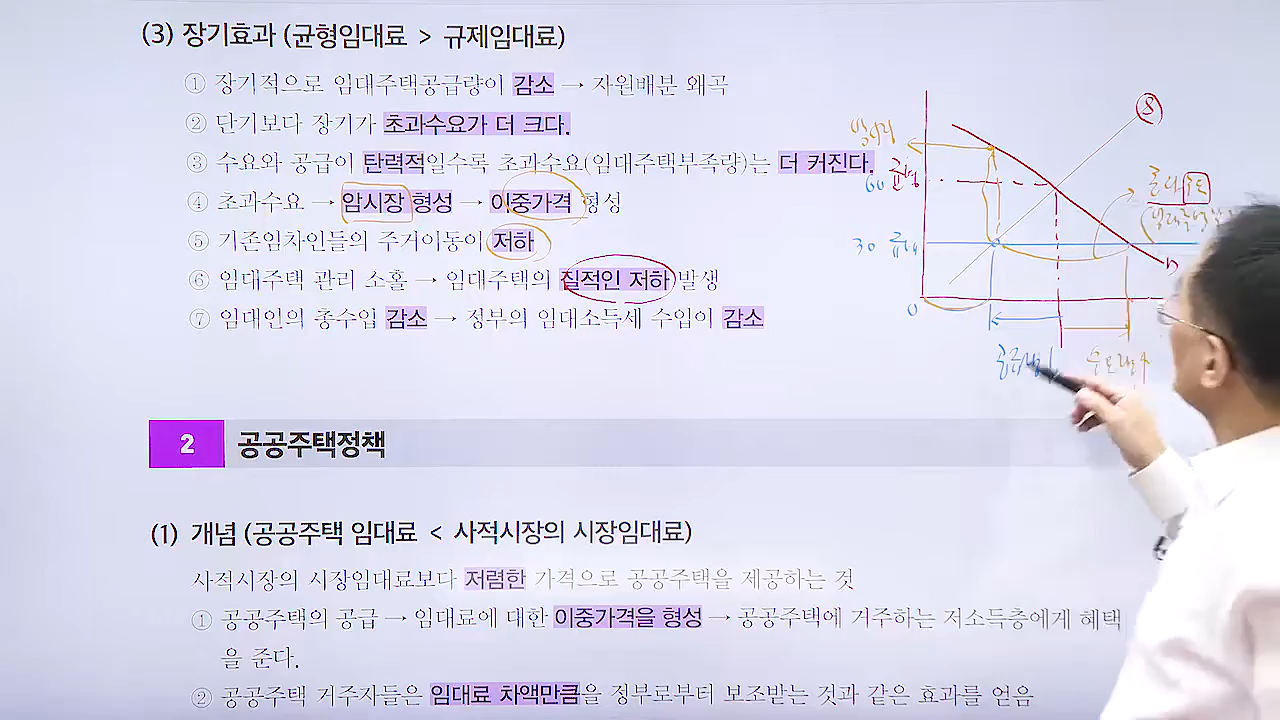 (3) 장기효과 (균형임대료 > 규제임대료)
① 장기적으로 임대주택공급량이 감소 → 자원배분 왜곡
② 단기보다 장기가 초과수요가 더 크다.
③ 수요와 공급이 탄력적일수록 초과수요(임대주택부족량)는 더 커진다.
④ 초과수요 → 암시장 형성 → 이중가격 형성
⑤ 기존임차인들의 주거이동이 저하
⑥ 임대주택 관리 소홀 → 임대주택의 질적인 저하 발생
⑦ 임대인의 총수입 감소 → 정부의 임대소득세 수입이 감소
S
암시장
60 균형
초과수요
30 규제
D
0
2 공공주택정책
(1) 개념 (공공주택 임대료 < 사적시장의 시장임대료)
사적시장의 시장임대료보다 저렴한 가격으로 공공주택을 제공하는 것
① 공공주택의 공급 → 임대료에 대한 이중가격을 형성 → 공공주택에 거주하는 저소득층에게 혜택
을 준다.
② 공공주택 거주자들은 임대료 차액만큼을 정부로부터 보조받는 것과 같은 효과를 얻음